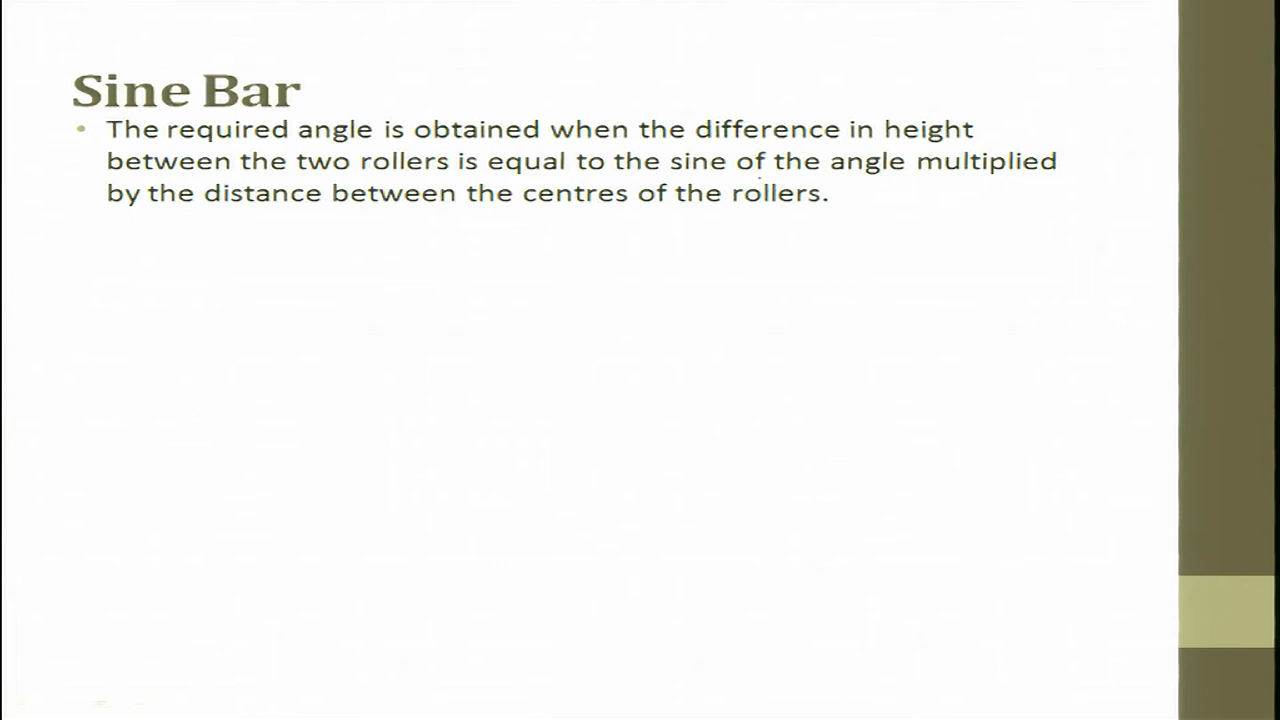 Sine Bar
• The required angle is obtained when the difference in height
between the two rollers is equal to the sine of the angle multiplied
by the distance between the centres of the rollers.